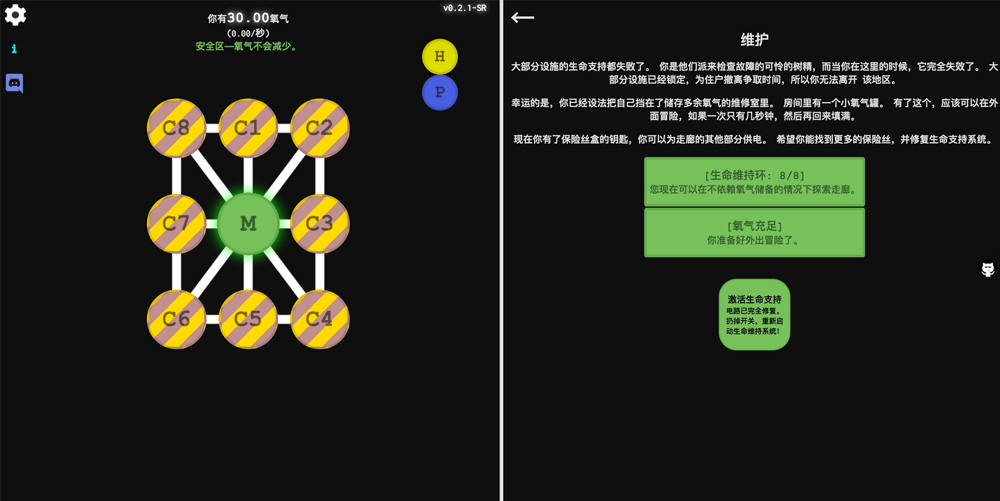 v0.2.1-SR
你有30.00氧气
(0.00/秒)
安全区—氧气不会减少。
i
H
P
C8
C1
C2
C7
M
C3
C6
C5
C4
维护
大部分设施的生命支持都失败了。 你是他们派来检查故障的可怜的树精，而当你在这里的时候，它完全失效了。 大
部分设施已经锁定，为住户撤离争取时间，所以你无法离开 该地区。
幸运的是，你已经设法把自己挡在了储存多余氧气的维修室里。 房间里有一个小氧气罐。 有了这个，应该可以在外
面冒险，如果一次只有几秒钟，然后再回来填满。
现在你有了保险丝盒的钥匙，你可以为走廊的其他部分供电。 希望你能找到更多的保险丝，并修复生命支持系统。
[生命维持环: 8/8]
您现在可以在不依赖氧气储备的情况下探索走廊。
[氧气充足]
你准备好外出冒险了。
激活生命支持
电路已完全修复。
扔掉开关，重新启
动生命维持系统!